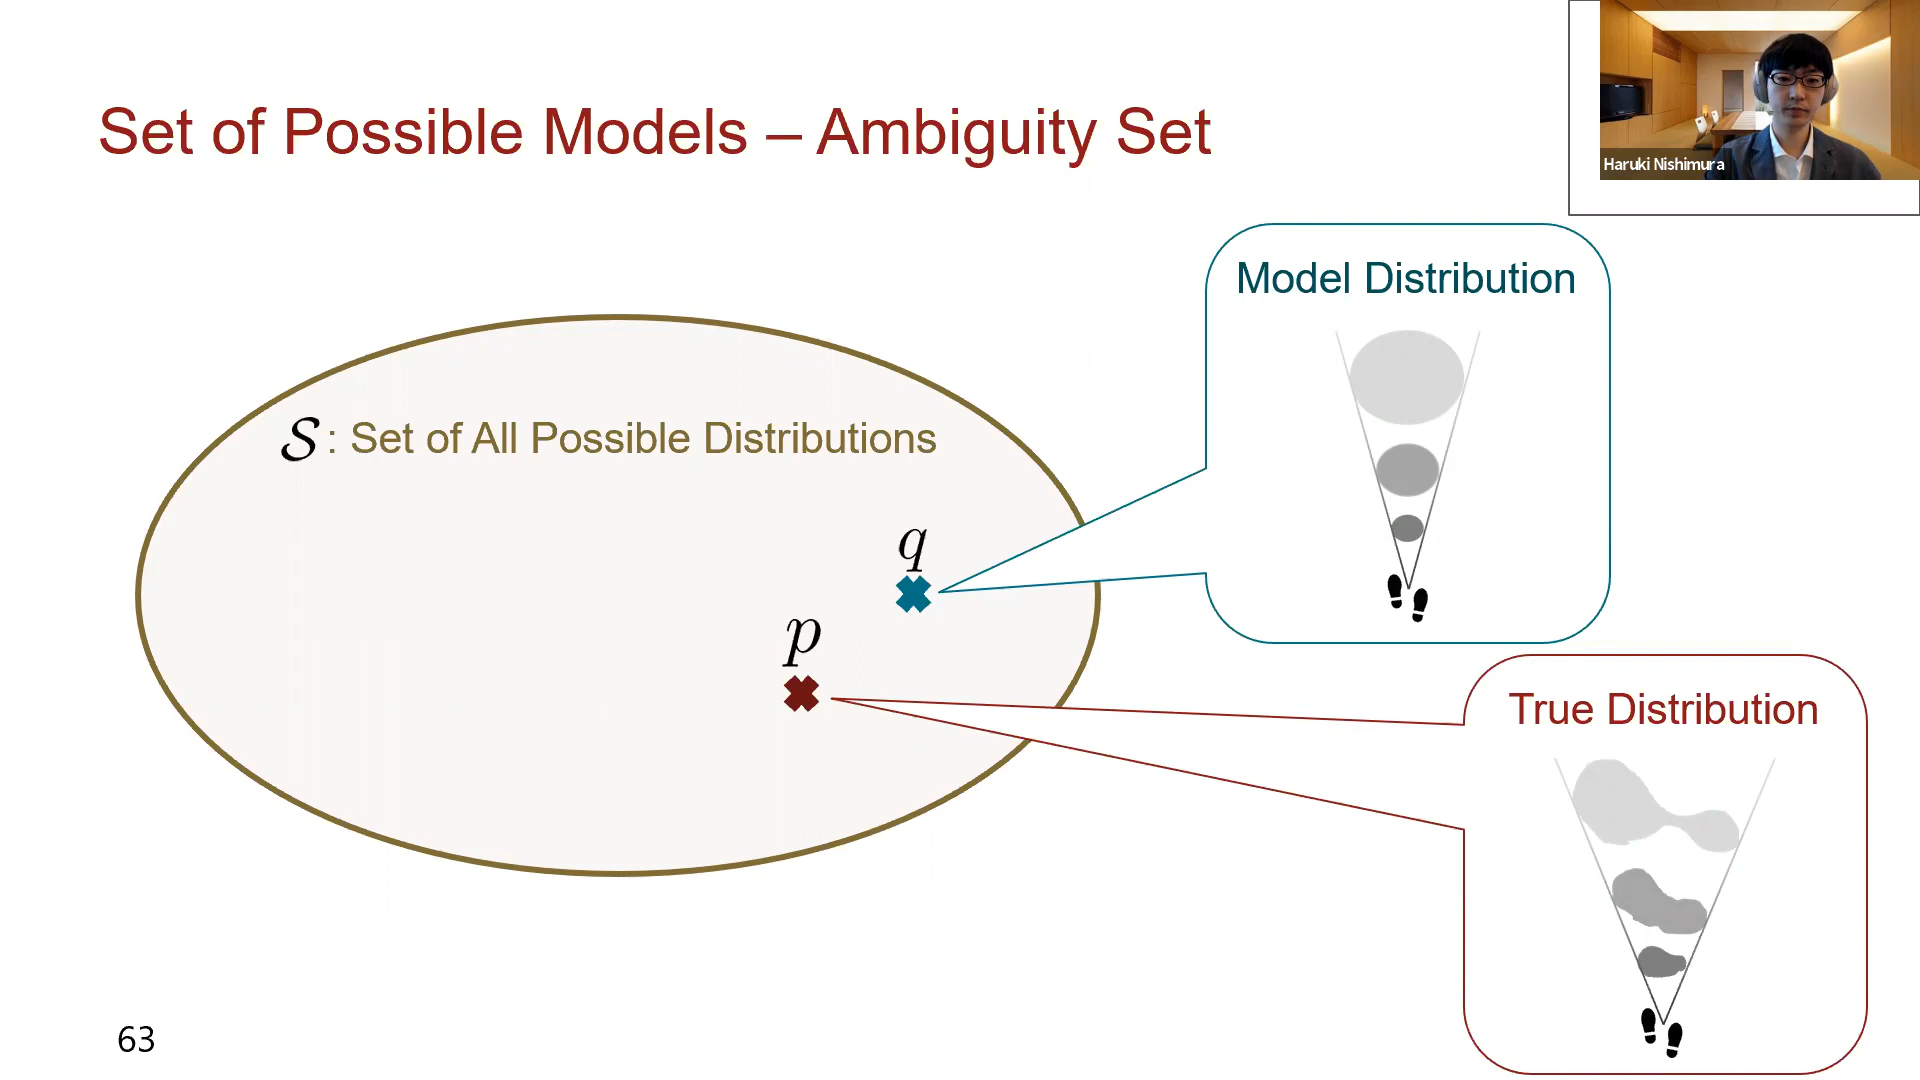 Set of Possible Models – Ambiguity Set
Haruki Nishimura
Model Distribution
𝒮 : Set of All Possible Distributions
q
p
True Distribution
63